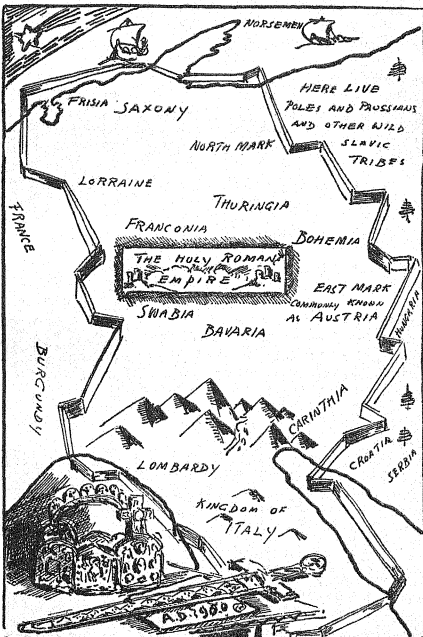 NORSEMEN
HERE LIVE
POLES AND PRUSSIANS
AND OTHER WILD
SLAVIC
TRIBES
FRISIA
SAXONY
NORTH MARK
LORRAINE
THURINGIA
FRANCE
FRANCONIA
BOHEMIA
THE HOLY ROMAN
EMPIRE
EAST MARK
COMMONLY KNOWN
AS AUSTRIA
HUNGARIA
SWABIA
BAVARIA
BURGUNDY
CARINTHIA
CROATIA
SERBIA
LOMBARDY
KINGDOM OF
ITALY
A.D.